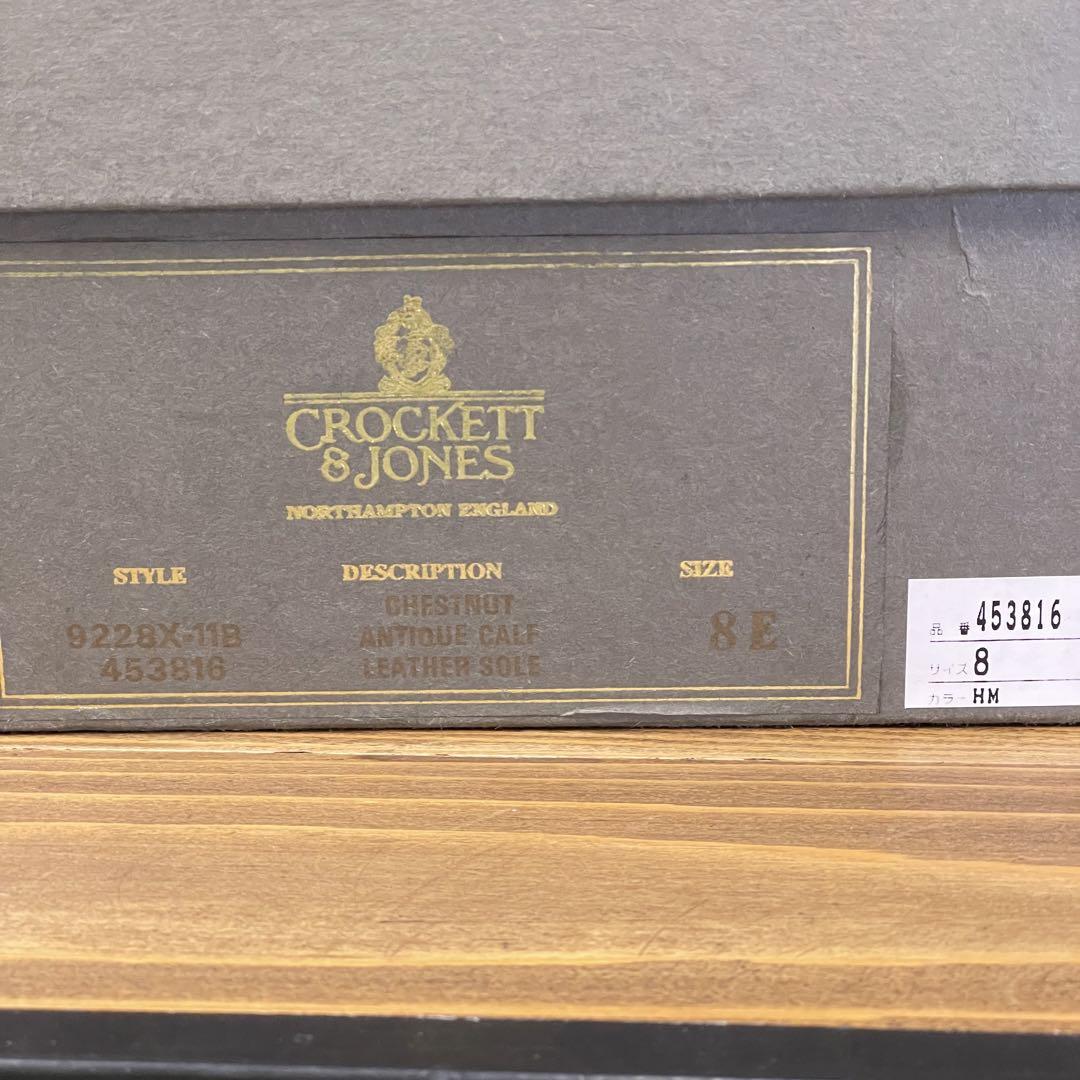 CROCKETT
& JONES
NORTHAMPTON ENGLAND
STYLE
9228X-11B
453816
DESCRIPTION
CHESTNUT
ANTIQUE CALF
LEATHER SOLE
SIZE
8 E
品 番 453816
サイズ 8
カラー HM